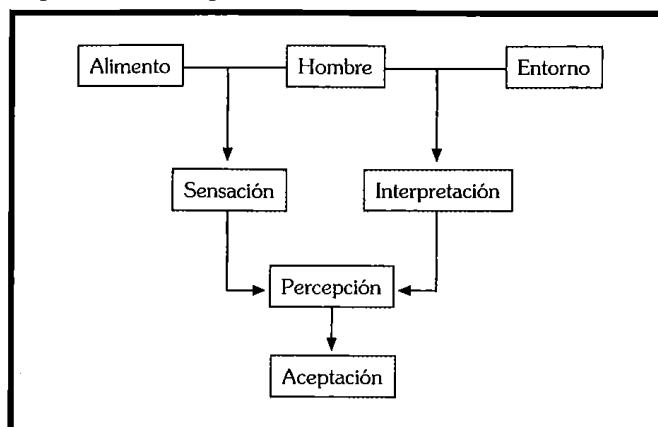 Alimento Hombre Entorno
Sensación Interpretación
Percepción
Aceptación